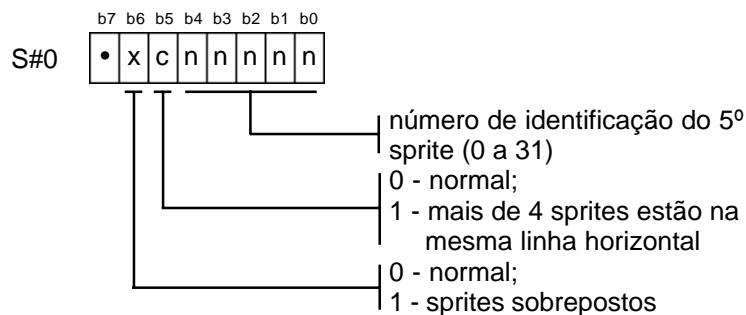 b7 b6 b5 b4 b3 b2 b1 b0
S#0 • x c n n n n n
número de identificação do 5º
sprite (0 a 31)
0 - normal;
1 - mais de 4 sprites estão na
mesma linha horizontal
0 - normal;
1 - sprites sobrepostos